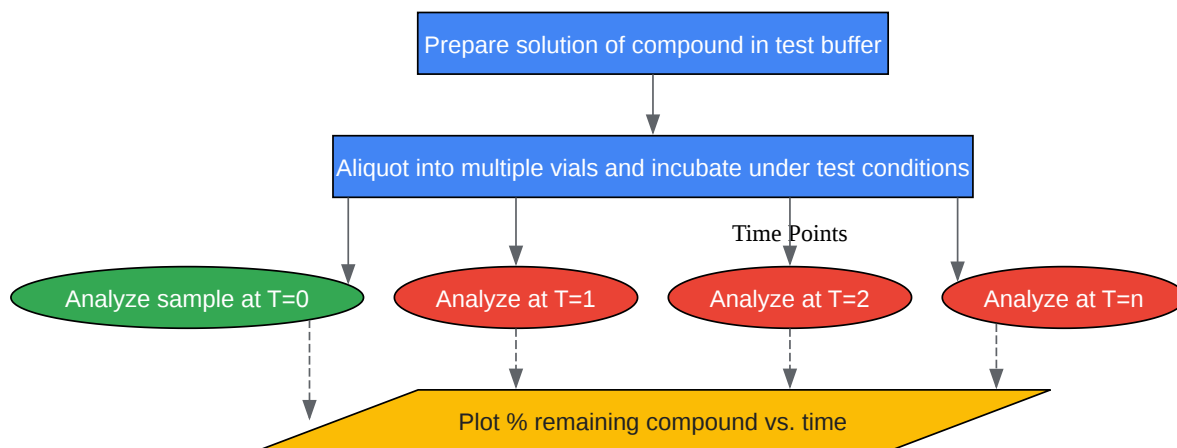 Prepare solution of compound in test buffer
Aliquot into multiple vials and incubate under test conditions
Time Points
Analyze sample at T=0
Analyze at T=1
Analyze at T=2
Analyze at T=n
Plot % remaining compound vs. time